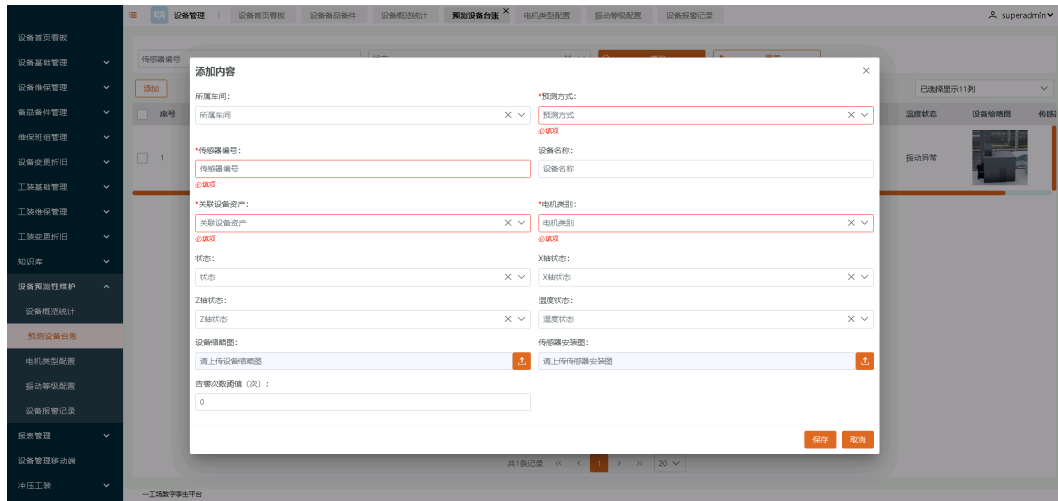 设备管理 设备首页看板 设备备品备件 设备概览统计 预测设备台账 × 电机类型配置 振动等级配置 设备报警记录 superadmin
设备首页看板
设备基础管理
设备维保管理
备品备件管理
维保班组管理
设备变更折旧
工装基础管理
工装维保管理
工装变更折旧
知识库
设备预测性维护
设备概览统计
预测设备台账
电机类型配置
振动等级配置
设备报警记录
报表管理
设备管理移动端
冲压工装
传感器编号
添加
已选择显示11列
序号
温度状态 设备缩略图
1
振动异常
添加内容
所属车间:
所属车间
*预测方式:
预测方式
必填项
*传感器编号:
传感器编号
必填项
设备名称:
设备名称
*关联设备资产:
关联设备资产
必填项
*电机类别:
电机类别
必填项
状态:
状态
X轴状态:
X轴状态
Z轴状态:
Z轴状态
温度状态:
温度状态
设备缩略图:
请上传设备缩略图
传感器安装图:
请上传传感器安装图
告警次数阈值（次）:
0
保存 取消
共1条记录 << < 1 > >> 20
一工场数字孪生平台